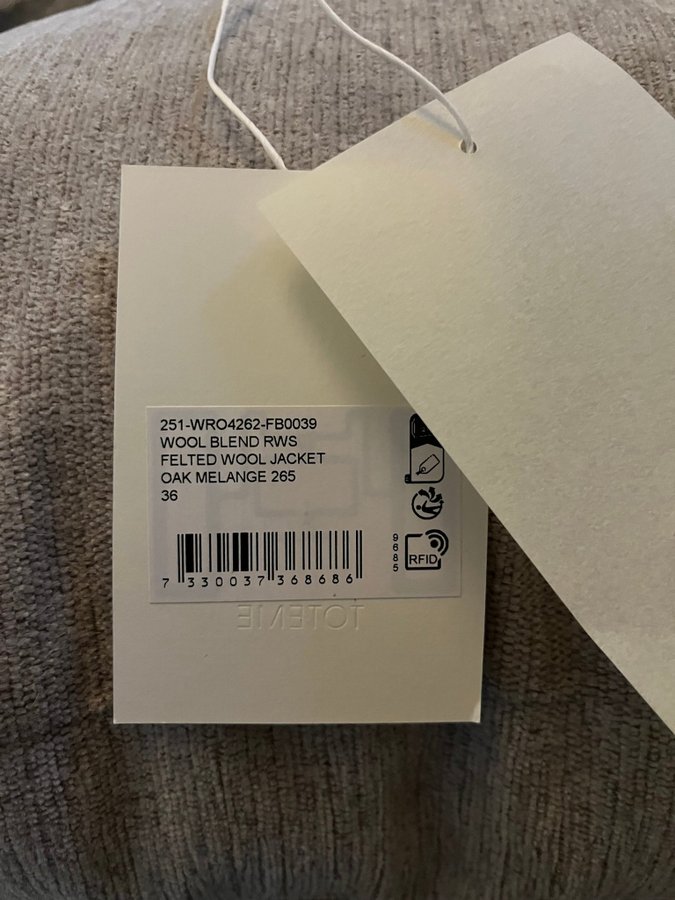 251-WRO4262-FB0039
WOOL BLEND RWS
FELTED WOOL JACKET
OAK MELANGE 265
36
9685
RFID
7 330037 368686
TOTEME